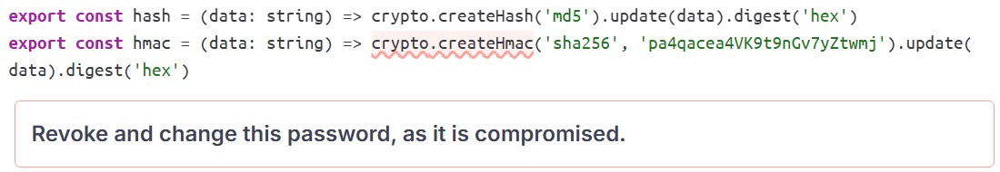 export const hash = (data: string) => crypto.createHash('md5').update(data).digest('hex')
export const hmac = (data: string) => crypto.createHmac('sha256', 'pa4qacea4VK9t9nGv7yZtwmj').update(
data).digest('hex')
Revoke and change this password, as it is compromised.